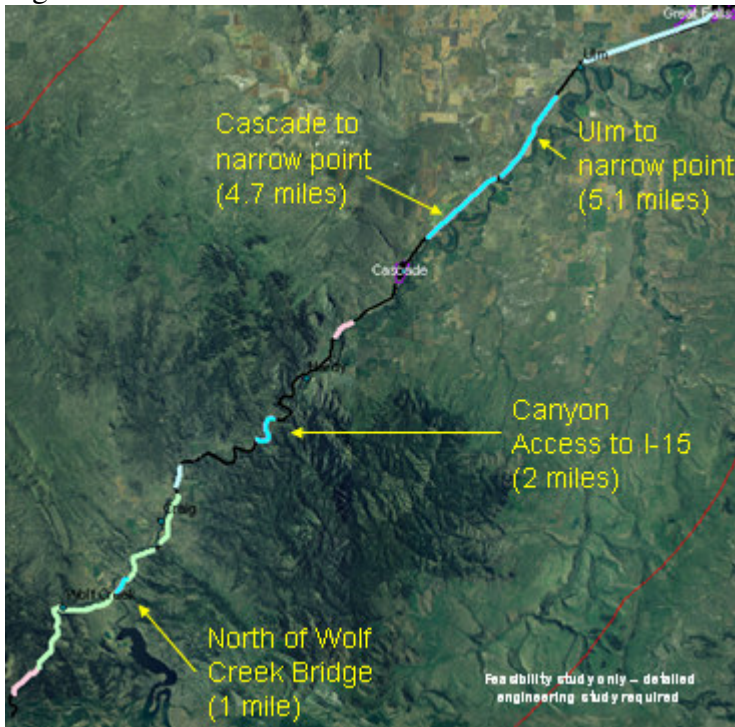 Great Falls
Ulm
Cascade to
narrow point
(4.7 miles)
Ulm to
narrow point
(5.1 miles)
Cascade
Hardy
Canyon
Access to I-15
(2 miles)
Craig
Wolf Creek
North of Wolf
Creek Bridge
(1 mile)
Feasibility study only – detailed
engineering study required